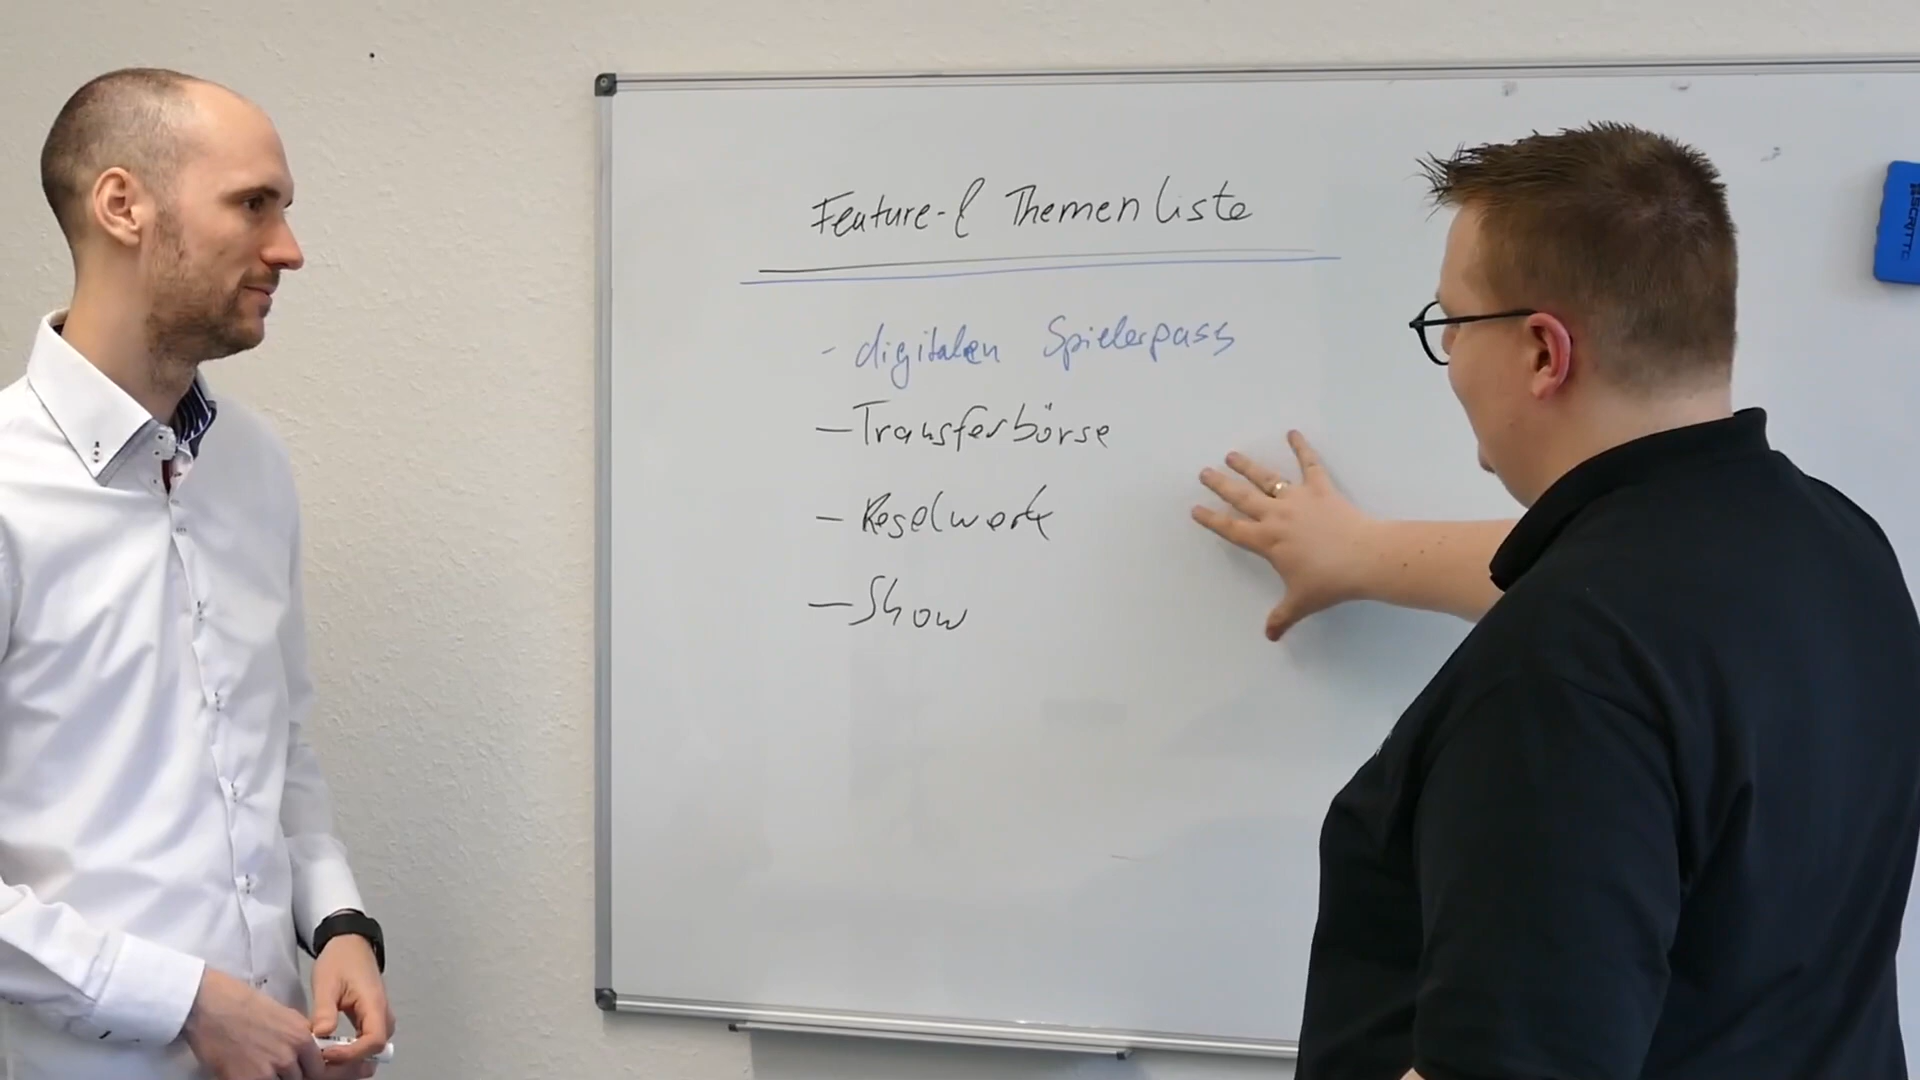 Feature- & Themenliste
- digitalen Spielerpass
- Transferbörse
- Regelwerk
- Show